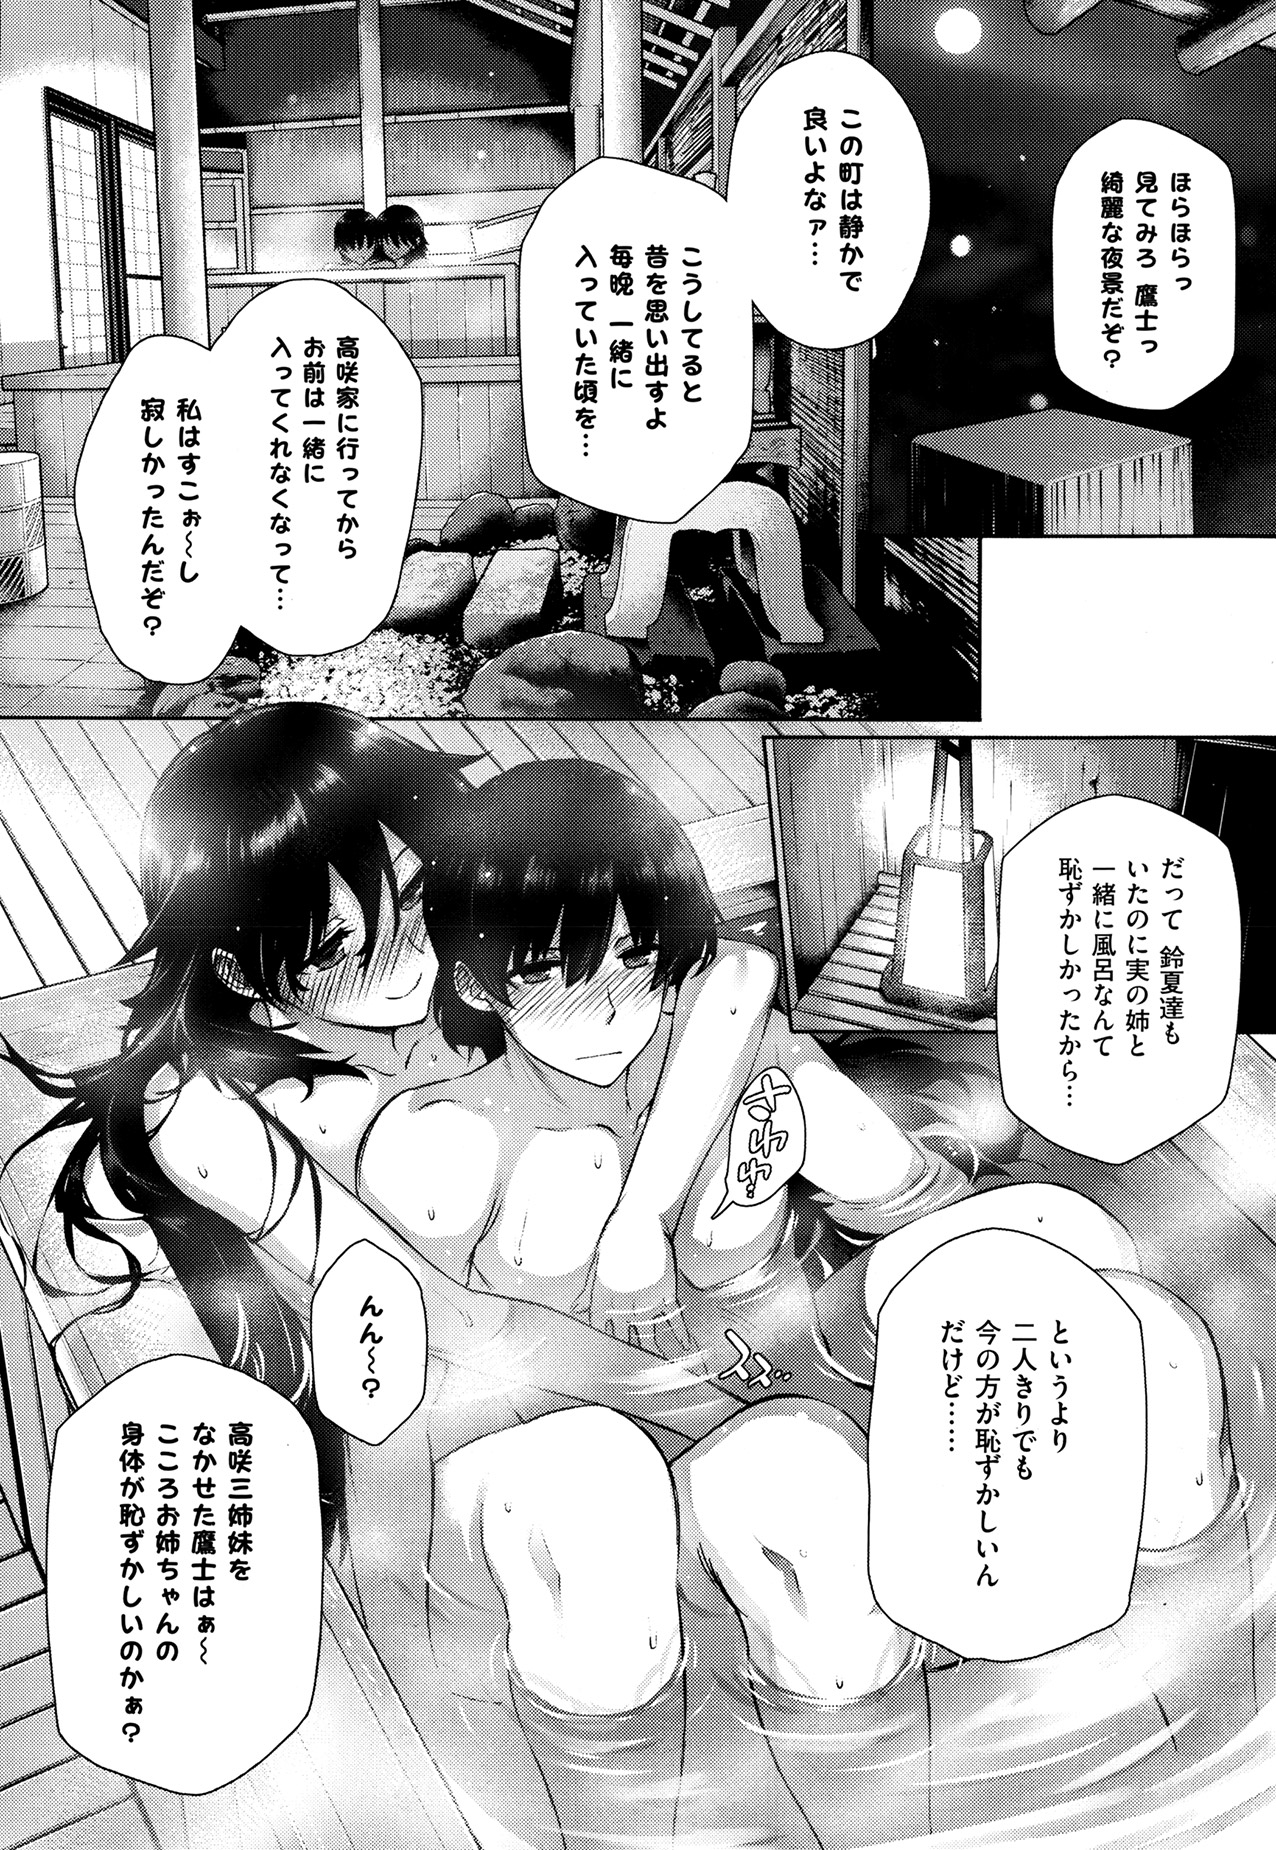 ほらほらっ
見てみろ 鷹士っ
綺麗な夜景だぞ?
この町は静かで
良いよなァ…
こうしてると
昔を思い出すよ
毎晩 一緒に
入っていた頃を…
高咲家に行ってから
お前は一緒に
入ってくれなくなって…
私はすこぉ〜し
寂しかったんだぞ?
だって 鈴夏達も
いたのに実の姉と
一緒に風呂なんて
恥ずかしかったから…
というより
二人きりでも
今の方が恥ずかしいん
だけど……
んん〜?
高咲三姉妹を
なかせた鷹士はぁ〜
こころお姉ちゃんの
身体が恥ずかしいのかぁ?